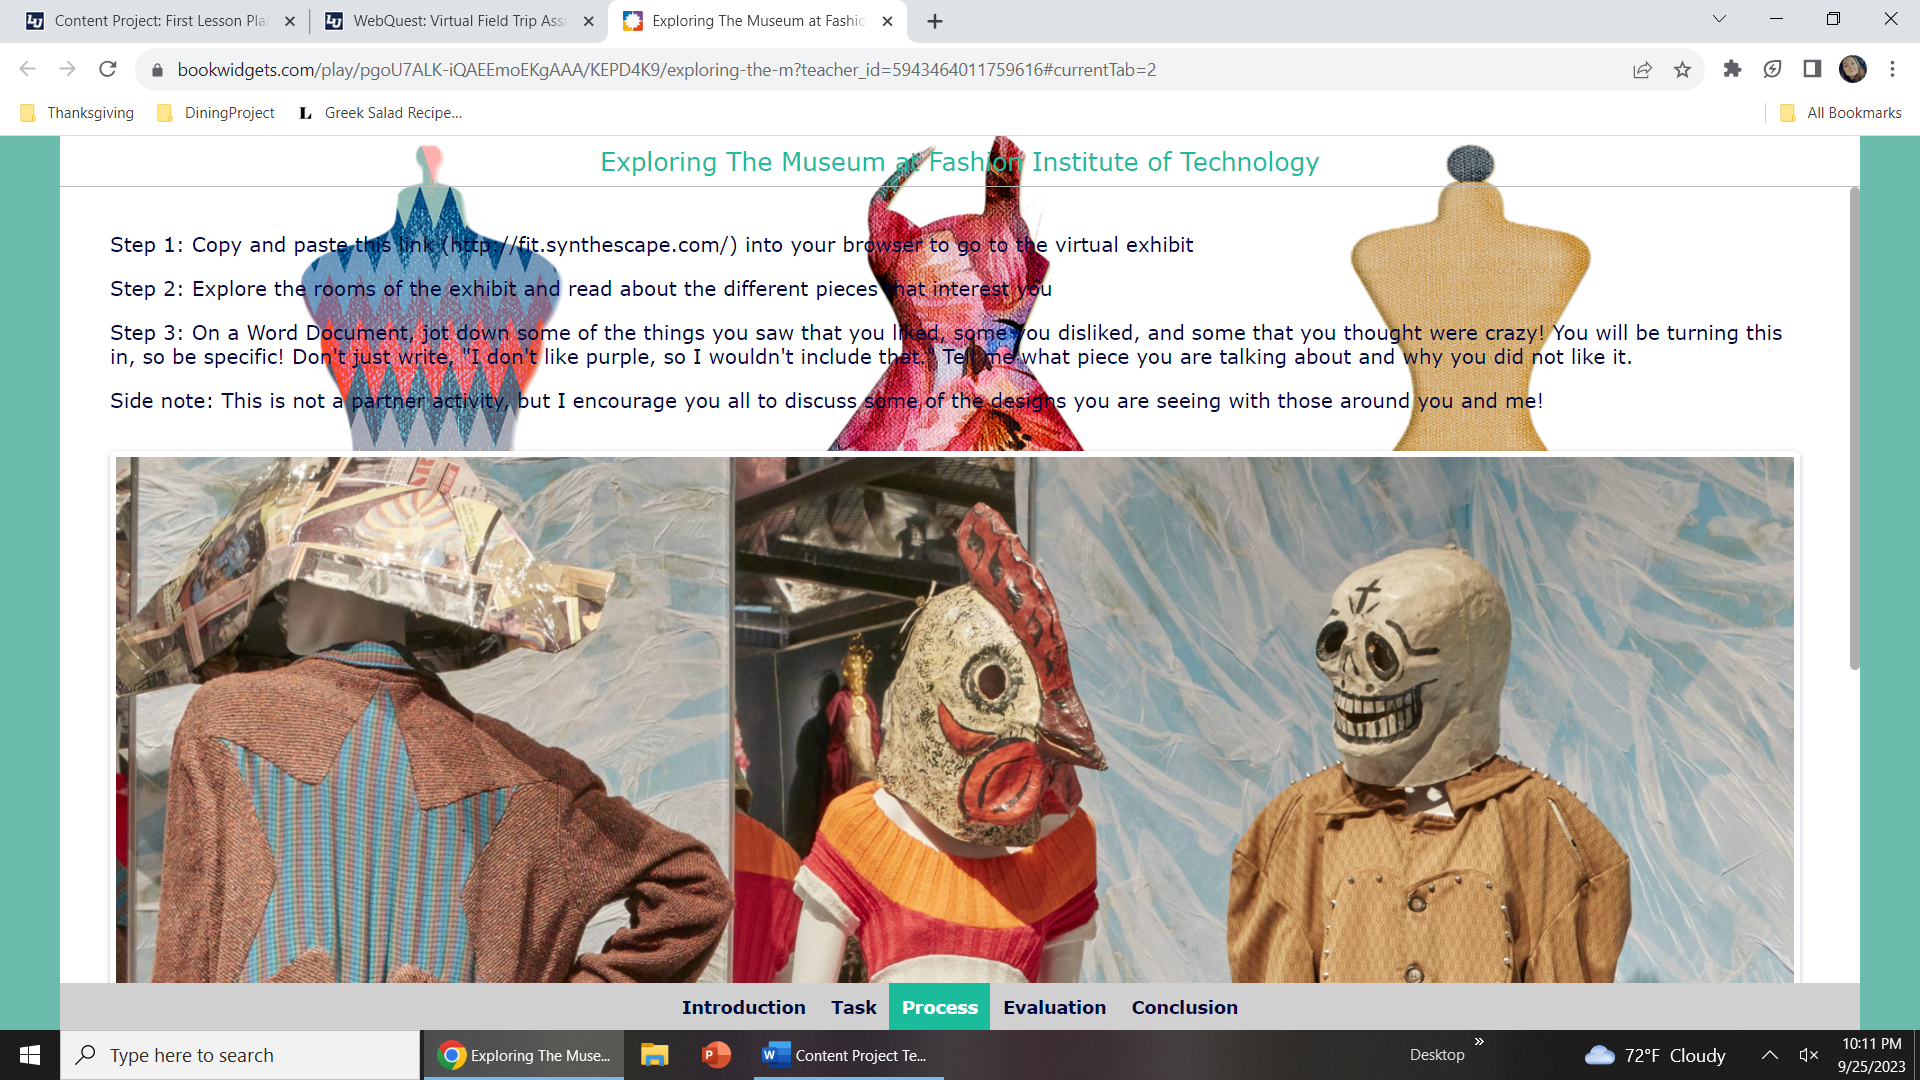 Content Project: First Lesson Pla
WebQuest: Virtual Field Trip Assi
Exploring The Museum at Fashio
bookwidgets.com/play/pgoU7ALK-iQAEEmoEKgAAA/KEPD4K9/exploring-the-m?teacher_id=5943464011759616#currentTab=2
Thanksgiving
DiningProject
L Greek Salad Recipe...
All Bookmarks
Exploring The Museum at Fashion Institute of Technology
Step 1: Copy and paste this link (http://fit.synthescape.com/) into your browser to go to the virtual exhibit
Step 2: Explore the rooms of the exhibit and read about the different pieces that interest you
Step 3: On a Word Document, jot down some of the things you saw that you liked, some you disliked, and some that you thought were crazy! You will be turning this
in, so be specific! Don't just write, "I don't like purple, so I wouldn't include that." Tell me what piece you are talking about and why you did not like it.
Side note: This is not a partner activity, but I encourage you all to discuss some of the designs you are seeing with those around you and me!
Introduction Task Process Evaluation Conclusion
Type here to search
Exploring The Muse...
Content Project Te...
Desktop
72°F Cloudy
10:11 PM
9/25/2023